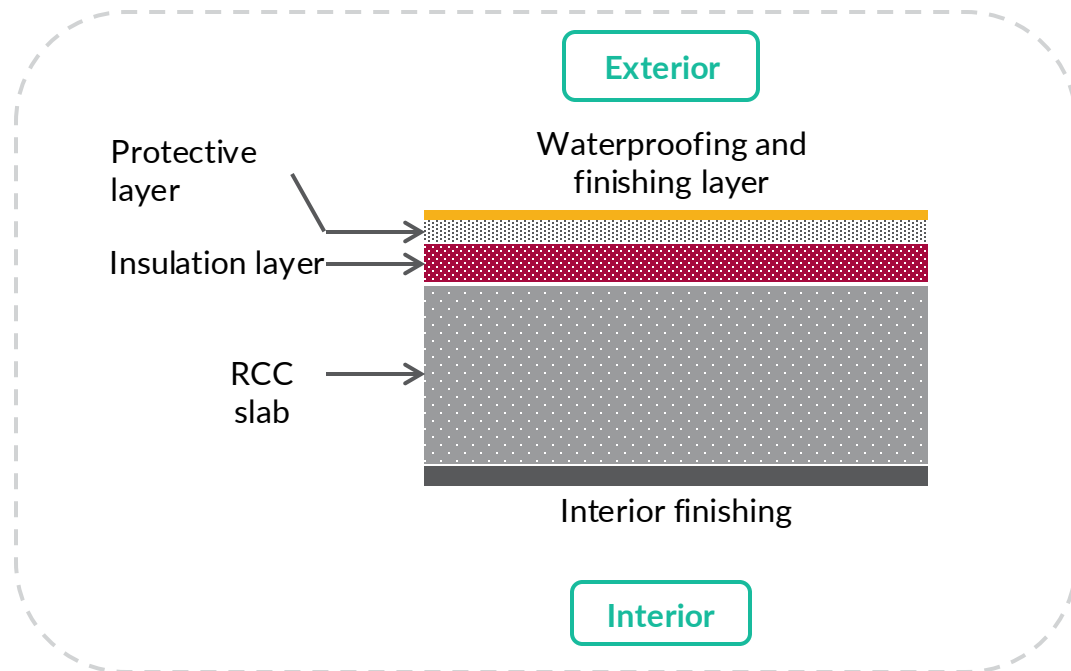 Exterior
Waterproofing and
finishing layer
Protective
layer
Insulation layer
RCC
slab
Interior finishing
Interior